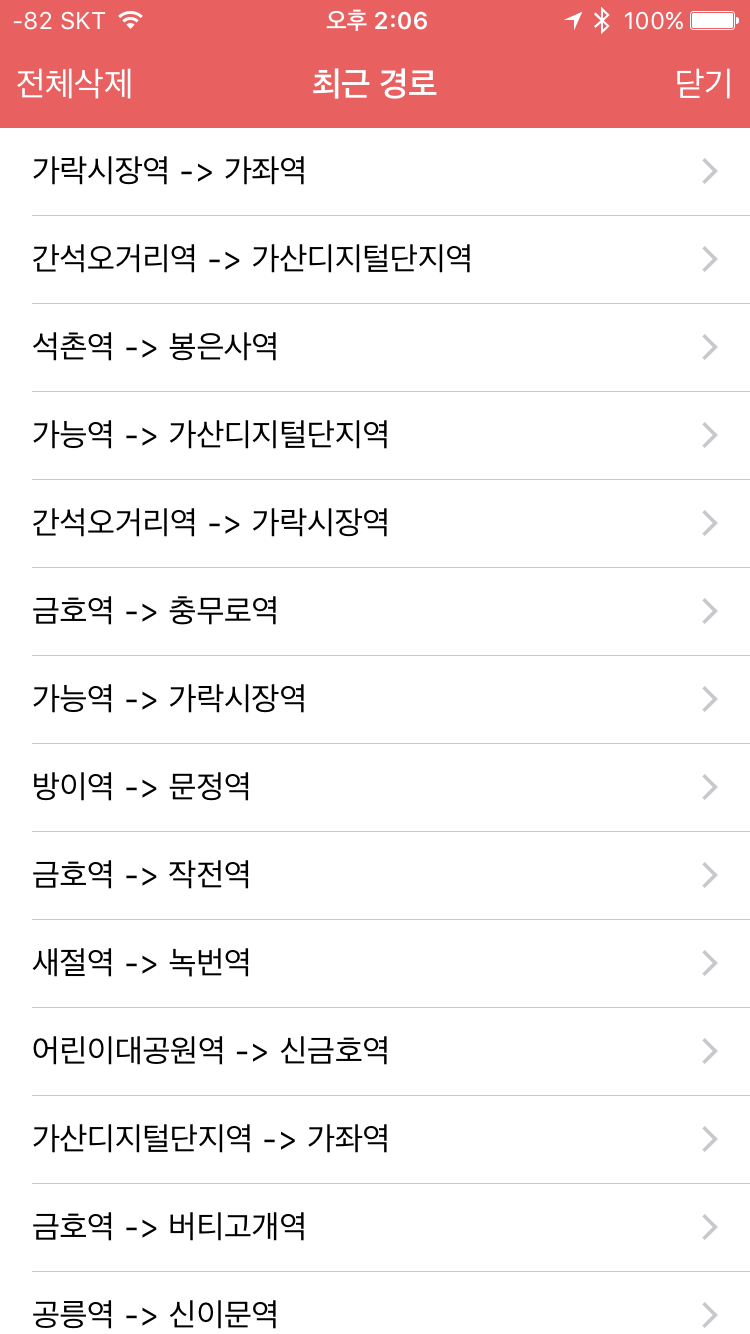 -82 SKT 오후 2:06 100%
전체삭제 최근 경로 닫기
가락시장역 -> 가좌역
간석오거리역 -> 가산디지털단지역
석촌역 -> 봉은사역
가능역 -> 가산디지털단지역
간석오거리역 -> 가락시장역
금호역 -> 충무로역
가능역 -> 가락시장역
방이역 -> 문정역
금호역 -> 작전역
새절역 -> 녹번역
어린이대공원역 -> 신금호역
가산디지털단지역 -> 가좌역
금호역 -> 버티고개역
공릉역 -> 신이문역